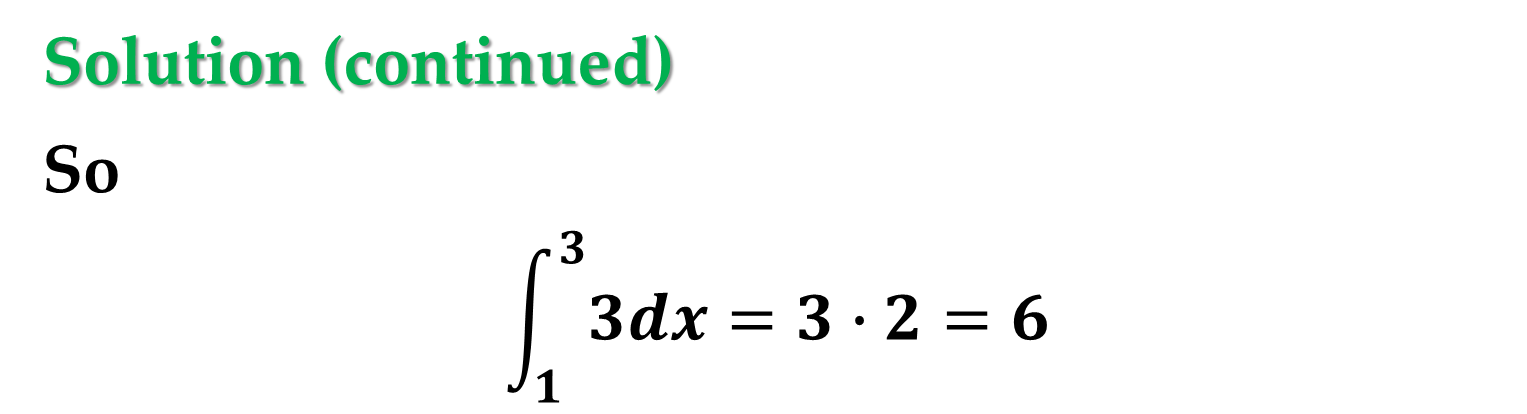 Solution (continued)
So
∫₁³ 3dx = 3 · 2 = 6